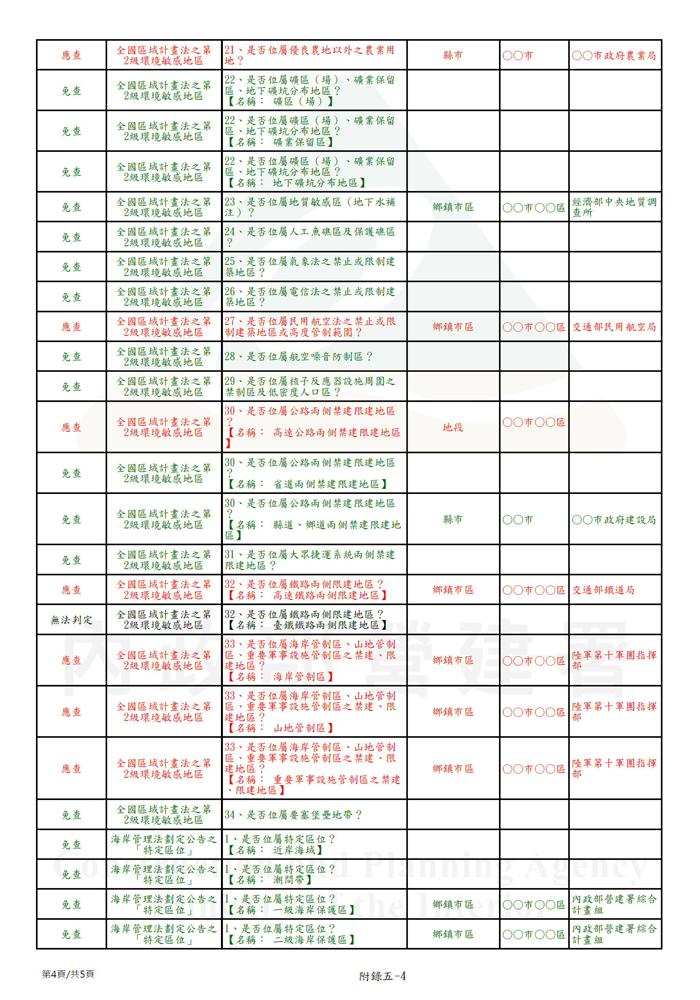 應查
全國區域計畫法之第
2級環境敏感地區
21、是否位屬優良農地以外之農業用
地？
縣市
○○市
○○市政府農業局
免查
全國區域計畫法之第
2級環境敏感地區
22、是否位屬礦區（場）、礦業保留
區、地下礦坑分布地區？
【名稱： 礦區（場）】
免查
全國區域計畫法之第
2級環境敏感地區
22、是否位屬礦區（場）、礦業保留
區、地下礦坑分布地區？
【名稱： 礦業保留區】
免查
全國區域計畫法之第
2級環境敏感地區
22、是否位屬礦區（場）、礦業保留
區、地下礦坑分布地區？
【名稱： 地下礦坑分布地區】
免查
全國區域計畫法之第
2級環境敏感地區
23、是否位屬地質敏感區（地下水補
注）？
鄉鎮市區
○○市○○區
經濟部中央地質調
查所
免查
全國區域計畫法之第
2級環境敏感地區
24、是否位屬人工魚礁區及保護礁區
？
免查
全國區域計畫法之第
2級環境敏感地區
25、是否位屬氣象法之禁止或限制建
築地區？
免查
全國區域計畫法之第
2級環境敏感地區
26、是否位屬電信法之禁止或限制建
築地區？
應查
全國區域計畫法之第
2級環境敏感地區
27、是否位屬民用航空法之禁止或限
制建築地區或高度管制範圍？
鄉鎮市區
○○市○○區
交通部民用航空局
免查
全國區域計畫法之第
2級環境敏感地區
28、是否位屬航空噪音防制區？
免查
全國區域計畫法之第
2級環境敏感地區
29、是否位屬核子反應器設施周圍之
禁制區及低密度人口區？
應查
全國區域計畫法之第
2級環境敏感地區
30、是否位屬公路兩側禁建限建地區
？
【名稱： 高速公路兩側禁建限建地區
】
地段
○○市○○區
免查
全國區域計畫法之第
2級環境敏感地區
30、是否位屬公路兩側禁建限建地區
？
【名稱： 省道兩側禁建限建地區】
免查
全國區域計畫法之第
2級環境敏感地區
30、是否位屬公路兩側禁建限建地區
？
【名稱： 縣道、鄉道兩側禁建限建地
區】
縣市
○○市
○○市政府建設局
免查
全國區域計畫法之第
2級環境敏感地區
31、是否位屬大眾捷運系統兩側禁建
限建地區？
應查
全國區域計畫法之第
2級環境敏感地區
32、是否位屬鐵路兩側限建地區？
【名稱： 高速鐵路兩側限建地區】
鄉鎮市區
○○市○○區
交通部鐵道局
無法判定
全國區域計畫法之第
2級環境敏感地區
32、是否位屬鐵路兩側限建地區？
【名稱： 臺鐵鐵路兩側限建地區】
內政部營建署
應查
全國區域計畫法之第
2級環境敏感地區
33、是否位屬海岸管制區、山地管制
區、重要軍事設施管制區之禁建、限
建地區？
【名稱： 海岸管制區】
鄉鎮市區
○○市○○區
陸軍第十軍團指揮
部
應查
全國區域計畫法之第
2級環境敏感地區
33、是否位屬海岸管制區、山地管制
區、重要軍事設施管制區之禁建、限
建地區？
【名稱： 山地管制區】
鄉鎮市區
○○市○○區
陸軍第十軍團指揮
部
應查
全國區域計畫法之第
2級環境敏感地區
33、是否位屬海岸管制區、山地管制
區、重要軍事設施管制區之禁建、限
建地區？
【名稱： 重要軍事設施管制區之禁建
、限建地區】
鄉鎮市區
○○市○○區
陸軍第十軍團指揮
部
免查
全國區域計畫法之第
2級環境敏感地區
34、是否位屬要塞堡壘地帶？
免查
海岸管理法劃定公告之
「特定區位」
1、是否位屬特定區位？
【名稱： 近岸海域】
Construction and Planning Agency
免查
海岸管理法劃定公告之
「特定區位」
1、是否位屬特定區位？
【名稱： 潮間帶】
免查
海岸管理法劃定公告之
「特定區位」
1、是否位屬特定區位？
【名稱： 一級海岸保護區】
鄉鎮市區
○○市○○區
內政部營建署綜合
計畫組
Ministry of the Interior
免查
海岸管理法劃定公告之
「特定區位」
1、是否位屬特定區位？
【名稱： 二級海岸保護區】
鄉鎮市區
○○市○○區
內政部營建署綜合
計畫組
第4頁/共5頁
附錄五-4